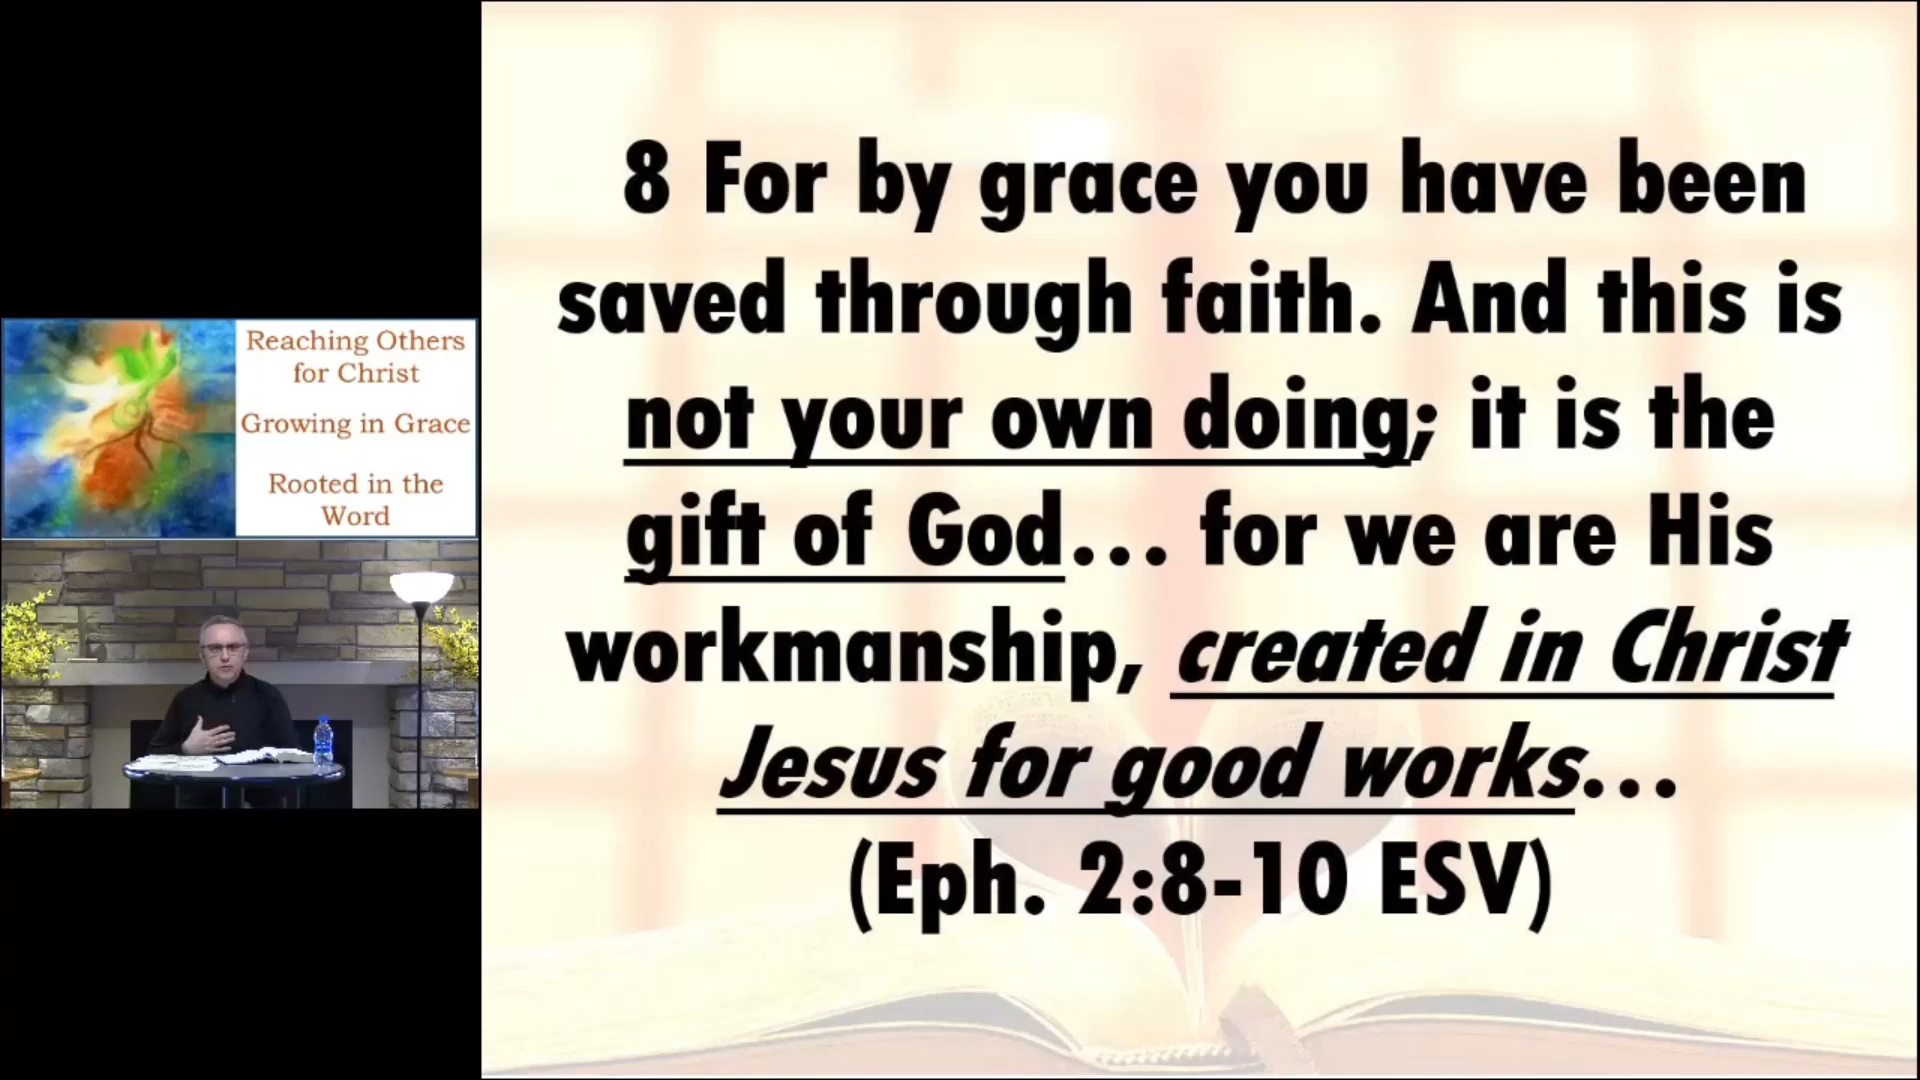 Reaching Others
for Christ
Growing in Grace
Rooted in the
Word
8 For by grace you have been
saved through faith. And this is
not your own doing; it is the
gift of God... for we are His
workmanship, created in Christ
Jesus for good works...
(Eph. 2:8-10 ESV)